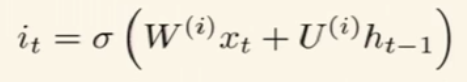 i_t = σ(W^{(i)}x_t + U^{(i)}h_{t-1})